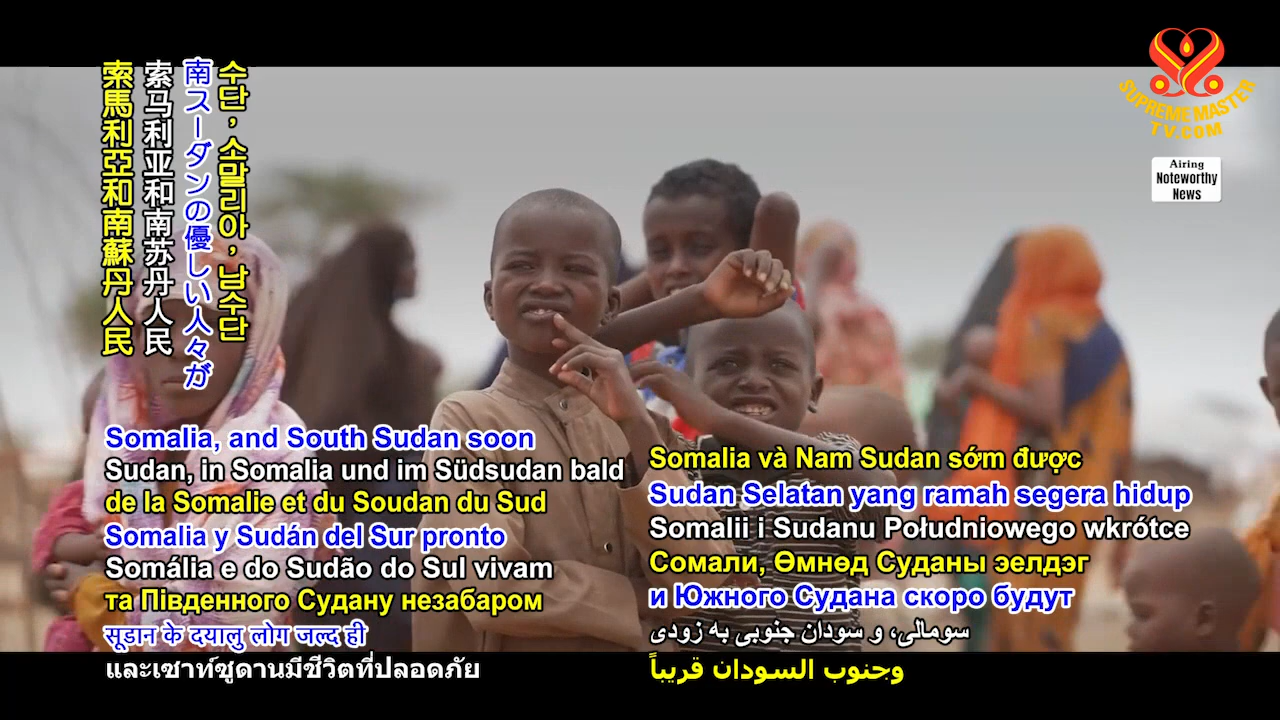 索馬利亞和南蘇丹人民
索马利亚和南苏丹人民
南スーダンの優しい人々が
수단, 소말리아, 남수단
SUPREME MASTER
TV.COM
Airing
Noteworthy
News
Somalia, and South Sudan soon
Sudan, in Somalia und im Südsudan bald
de la Somalie et du Soudan du Sud
Somalia y Sudán del Sur pronto
Somália e do Sudão do Sul vivam
та Південного Судану незабаром
सूडान के दयालु लोग जल्द ही
และเซาท์ซูดานมีชีวิตที่ปลอดภัย
Somalia và Nam Sudan sớm được
Sudan Selatan yang ramah segera hidup
Somalii i Sudanu Południowego wkrótce
Сомали, Өмнөд Суданы эелдэг
и Южного Судана скоро будут
سومالی، و سودان جنوبی به زودی
وجنوب السودان قريباً